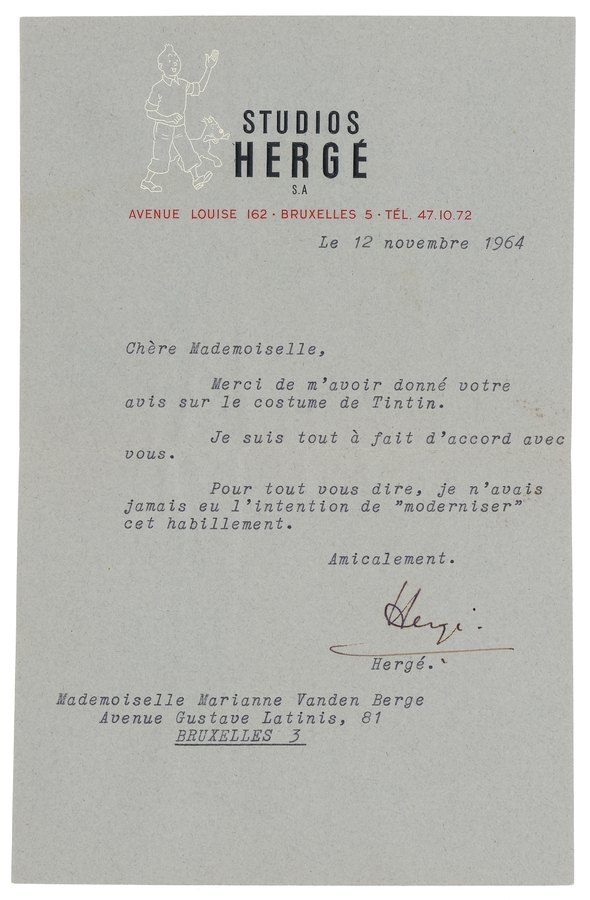 STUDIOS
HERGÉ
S.A
AVENUE LOUISE 162 · BRUXELLES 5 · TÉL. 47.10.72
Le 12 novembre 1964
Chère Mademoiselle,
Merci de m'avoir donné votre
avis sur le costume de Tintin.
Je suis tout à fait d'accord avec
vous.
Pour tout vous dire, je n'avais
jamais eu l'intention de "moderniser"
cet habillement.
Amicalement.
Hergé.
Hergé.
Mademoiselle Marianne Vanden Berge
Avenue Gustave Latinis, 81
BRUXELLES 3